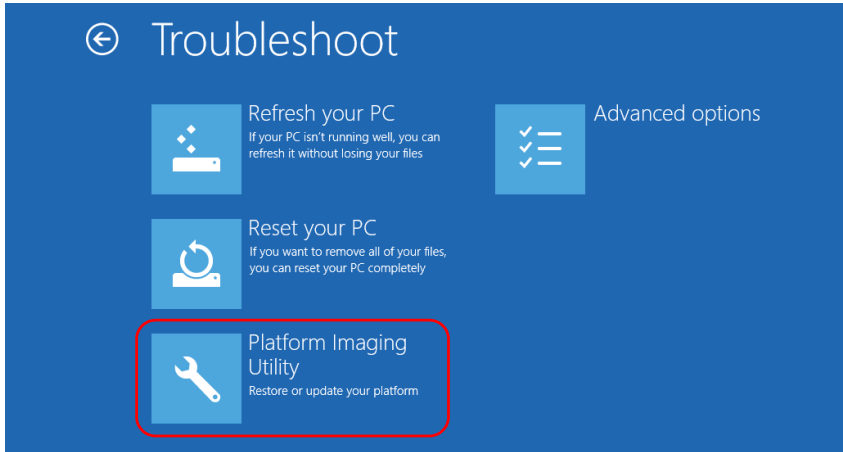 Troubleshoot
Refresh your PC
If your PC isn't running well, you can
refresh it without losing your files
Advanced options
Reset your PC
If you want to remove all of your files,
you can reset your PC completely
Platform Imaging
Utility
Restore or update your platform